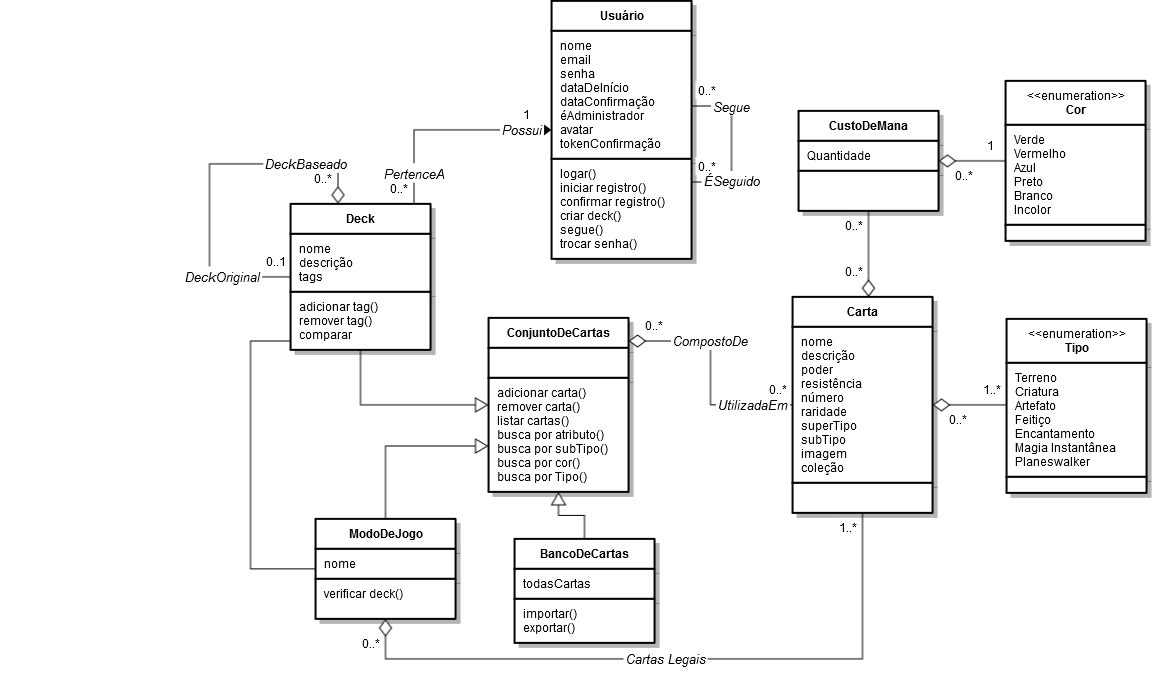 Usuário
nome
email
senha
dataDeInício
dataConfirmação
éAdministrador
avatar
tokenConfirmação
logar()
iniciar registro()
confirmar registro()
criar deck()
segue()
trocar senha()
0..*
Segue
0..*
ÉSeguido
1
Possui
PertenceA
0..*
DeckBaseado
0..*
DeckOriginal
0..1
Deck
nome
descrição
tags
adicionar tag()
remover tag()
comparar
CustoDeMana
Quantidade
1
0..*
<<enumeration>>
Cor
Verde
Vermelho
Azul
Preto
Branco
Incolor
0..*
0..*
ConjuntoDeCartas
adicionar carta()
remover carta()
listar cartas()
busca por atributo()
busca por subTipo()
busca por cor()
busca por Tipo()
0..*
CompostoDe
0..*
UtilizadaEm
Carta
nome
descrição
poder
resistência
número
raridade
superTipo
subTipo
imagem
coleção
1..*
0..*
<<enumeration>>
Tipo
Terreno
Criatura
Artefato
Feitiço
Encantamento
Magia Instantânea
Planeswalker
ModoDeJogo
nome
verificar deck()
BancoDeCartas
todasCartas
importar()
exportar()
1..*
0..*
Cartas Legais